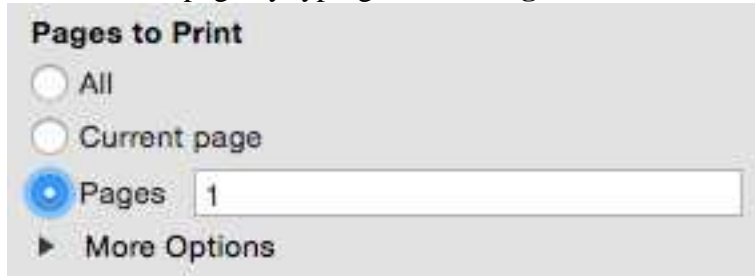 Pages to Print
All
Current page
Pages 1
More Options